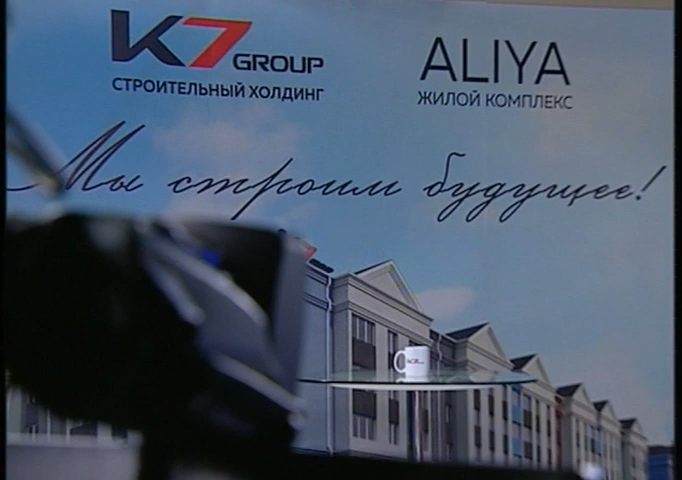 K7 GROUP
СТРОИТЕЛЬНЫЙ ХОЛДИНГ
ALIYA
ЖИЛОЙ КОМПЛЕКС
Мы строим будущее!